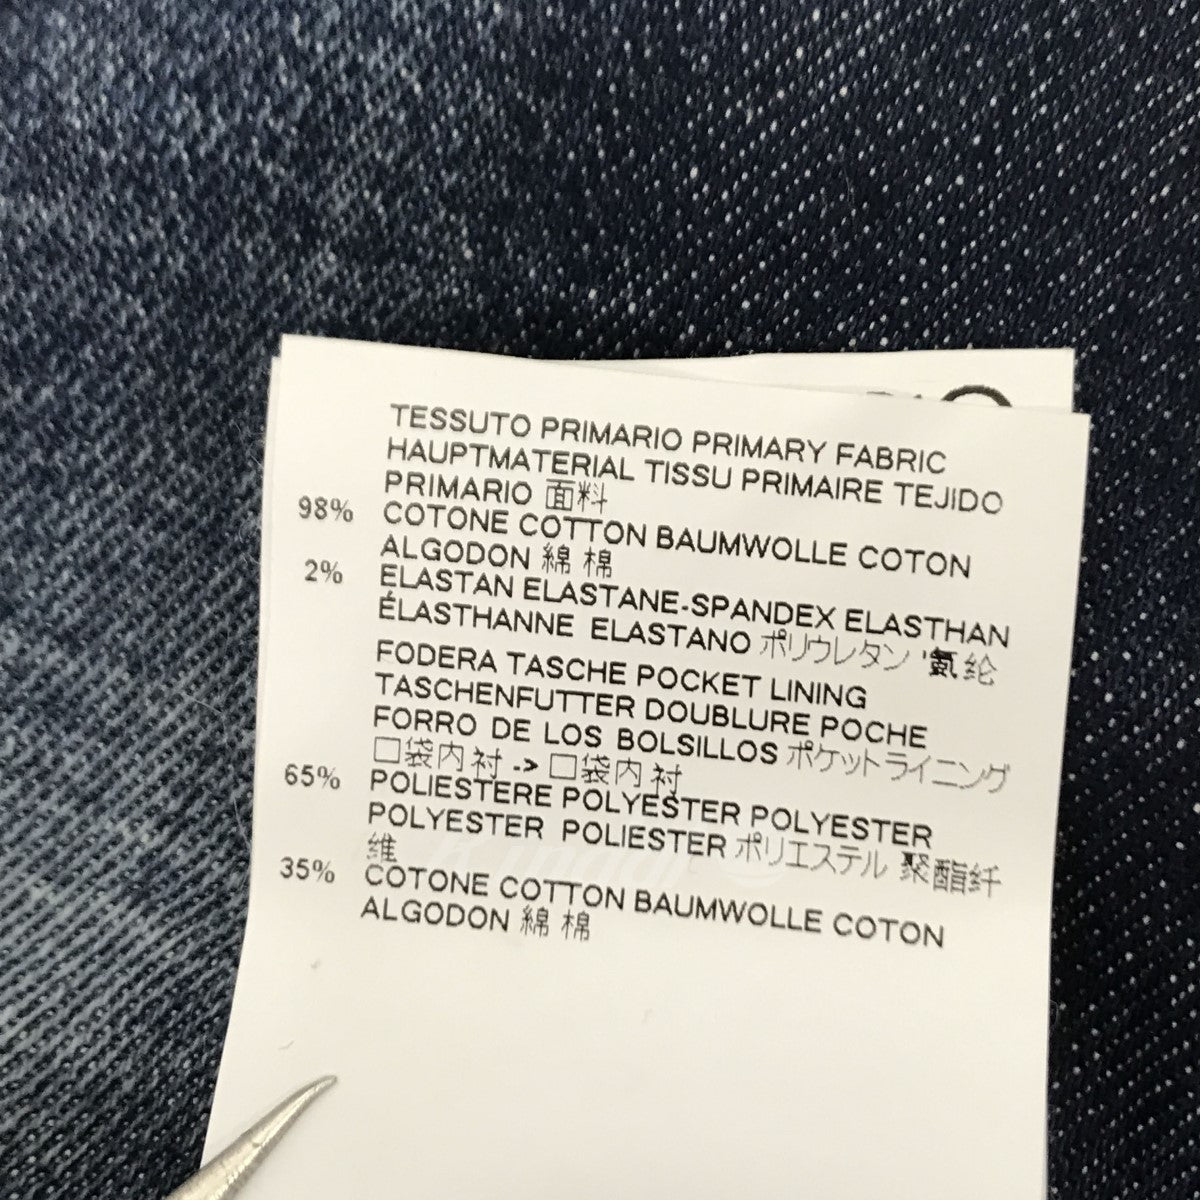 TESSUTO PRIMARIO PRIMARY FABRIC
HAUPTMATERIAL TISSU PRIMAIRE TEJIDO
PRIMARIO 面料
98% COTONE COTTON BAUMWOLLE COTON
ALGODON 綿 棉
2% ELASTAN ELASTANE-SPANDEX ELASTHAN
ÉLASTHANNE ELASTANO ポリウレタン '氨纶
FODERA TASCHE POCKET LINING
TASCHENFUTTER DOUBLURE POCHE
FORRO DE LOS BOLSILLOS ポケットライニング
口袋内衬 -> 口袋内衬
65% POLIESTERE POLYESTER POLYESTER
POLYESTER POLIESTER ポリエステル 聚酯纤
维
35% COTONE COTTON BAUMWOLLE COTON
ALGODON 綿 棉